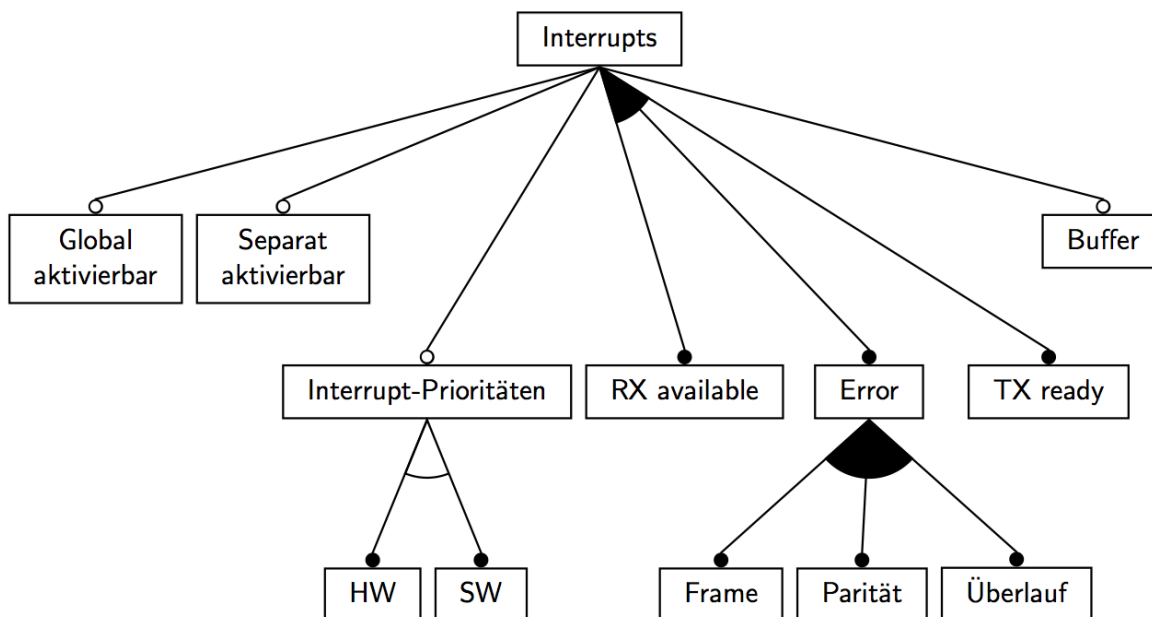 Interrupts
Global
aktivierbar
Separat
aktivierbar
Buffer
Interrupt-Prioritäten
RX available
Error
TX ready
HW
SW
Frame
Parität
Überlauf